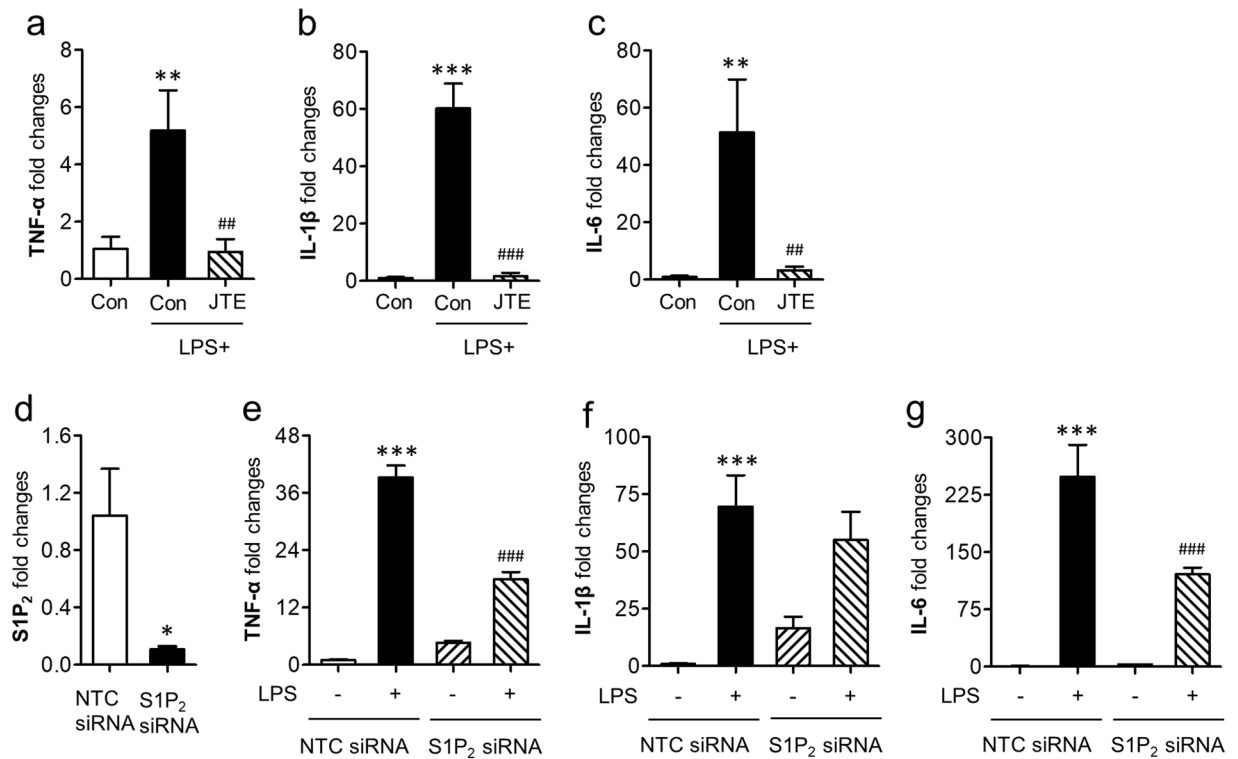 a
b
c
TNF-α fold changes
8
6
4
2
0
**
##
Con
Con
JTE
LPS+
IL-1β fold changes
80
60
40
20
0
***
###
Con
Con
JTE
LPS+
IL-6 fold changes
80
60
40
20
0
**
##
Con
Con
JTE
LPS+
d
e
f
g
S1P₂ fold changes
1.6
1.2
0.8
0.4
0.0
*
NTC
siRNA
S1P₂
siRNA
TNF-α fold changes
48
36
24
12
0
***
###
LPS - + - +
NTC siRNA S1P₂ siRNA
IL-1β fold changes
100
75
50
25
0
***
LPS - + - +
NTC siRNA S1P₂ siRNA
IL-6 fold changes
300
225
150
75
0
***
###
LPS - + - +
NTC siRNA S1P₂ siRNA